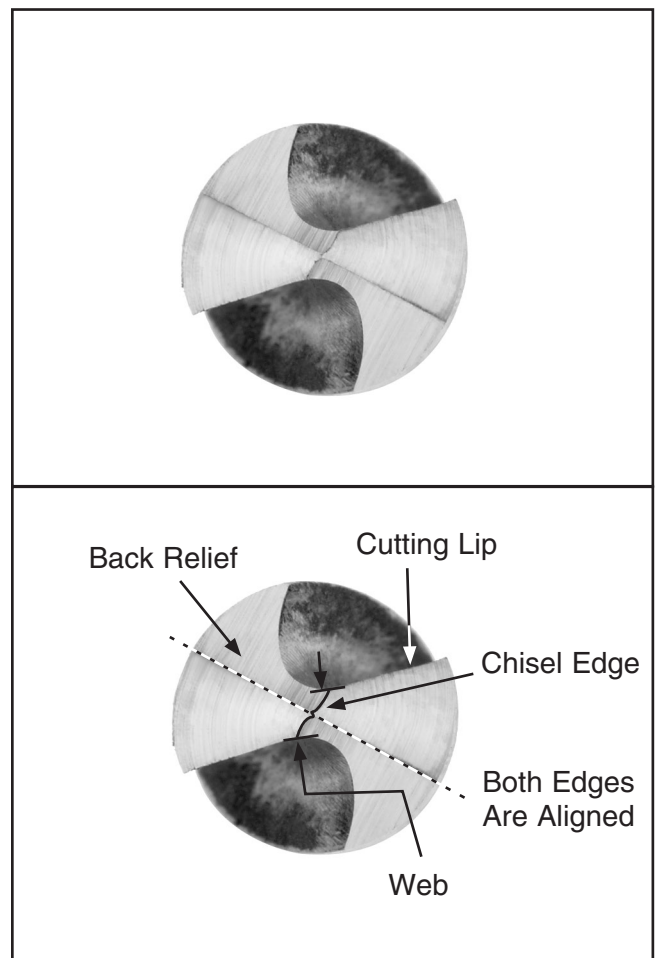 Back Relief
Cutting Lip
Chisel Edge
Both Edges
Are Aligned
Web